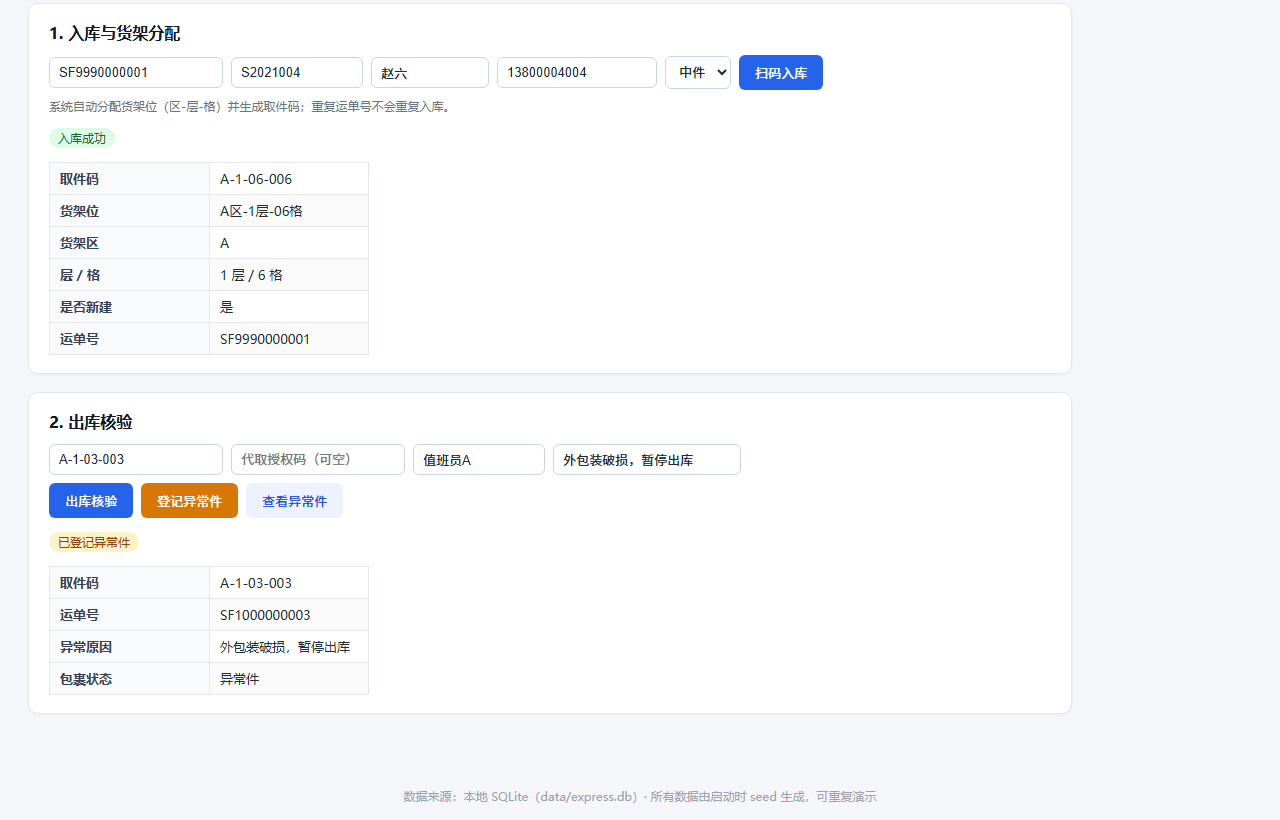 1. 入库与货架分配
SF9990000001 S2021004 赵六 13800004004 中件 扫码入库
系统自动分配货架位（区-层-格）并生成取件码；重复运单号不会重复入库。
入库成功
取件码 A-1-06-006
货架位 A区-1层-06格
货架区 A
层 / 格 1 层 / 6 格
是否新建 是
运单号 SF9990000001
2. 出库核验
A-1-03-003 代取授权码（可空） 值班员A 外包装破损，暂停出库
出库核验 登记异常件 查看异常件
已登记异常件
取件码 A-1-03-003
运单号 SF1000000003
异常原因 外包装破损，暂停出库
包裹状态 异常件
数据来源：本地 SQLite（data/express.db）· 所有数据由启动时 seed 生成，可重复演示